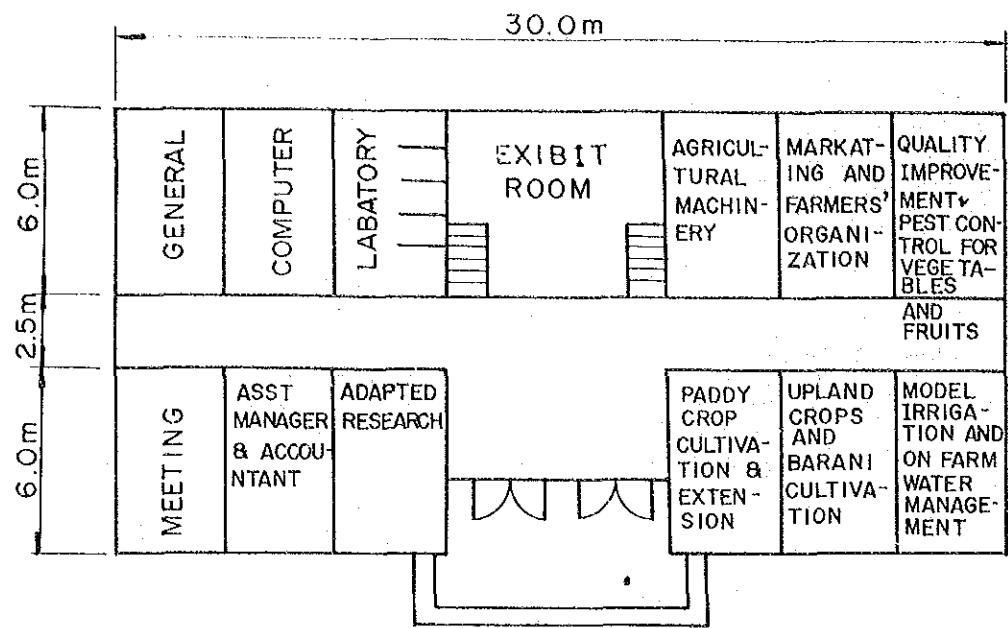 30.0m
6.0m
2.5m
6.0m
GENERAL
COMPUTER
LABATORY
EXIBIT
ROOM
AGRICUL-
TURAL
MACHIN-
ERY
MARKAT-
ING AND
FARMERS'
ORGANI-
ZATION
QUALITY
IMPROVE-
MENT&
PEST CON-
TROL FOR
VEGETA-
BLES
AND
FRUITS
MEETING
ASST
MANAGER
& ACCOU-
NTANT
ADAPTED
RESEARCH
PADDY
CROP
CULTIVA-
TION &
EXTEN-
SION
UPLAND
CROPS
AND
BARANI
CULTIVA-
TION
MODEL
IRRIGA-
TION AND
ON FARM
WATER
MANAGE-
MENT